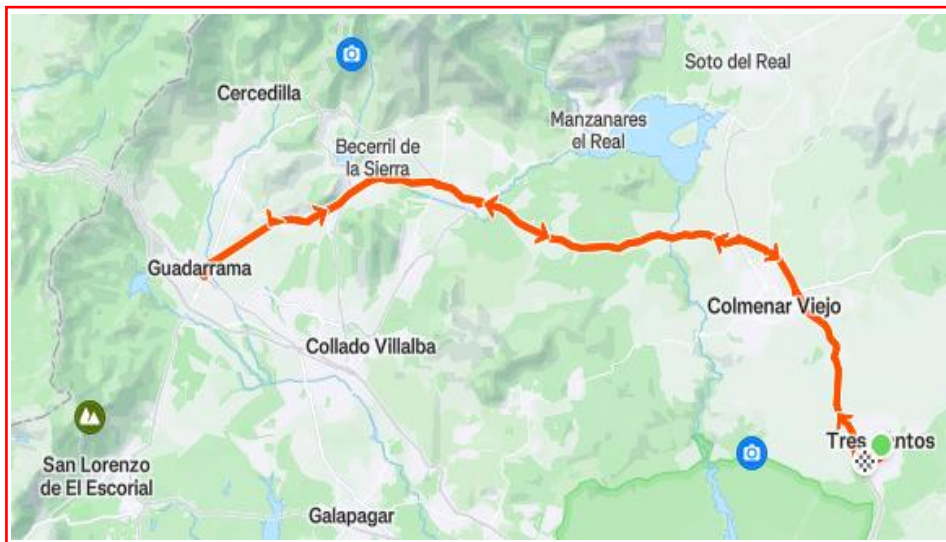 Soto del Real
Cercedilla
Manzanares
el Real
Becerril de
la Sierra
Guadarrama
Colmenar Viejo
Collado Villalba
Tres
San Lorenzo
de El Escorial
Galapagar